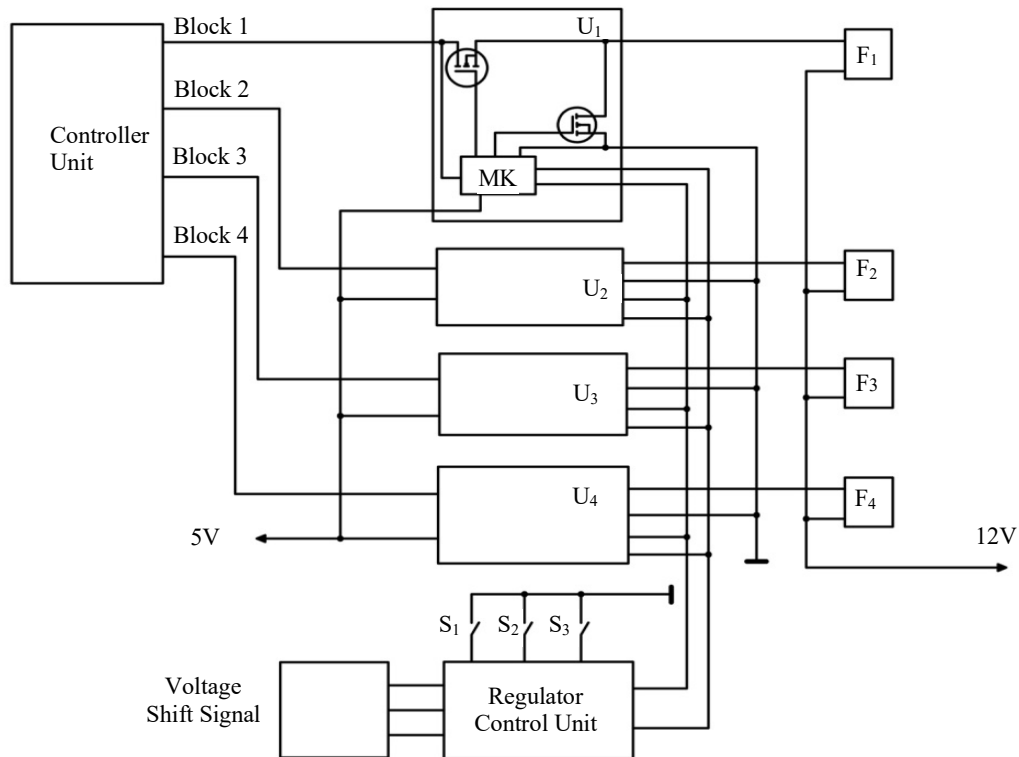 Block 1
U₁
F₁
Block 2
Controller
Unit
Block 3
MK
Block 4
F₂
U₂
F₃
U₃
U₄
F₄
5V
12V
S₁
S₂
S₃
Voltage
Shift Signal
Regulator
Control Unit